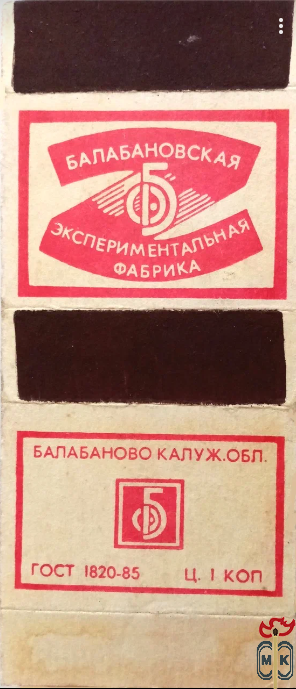 БАЛАБАНОВСКАЯ
ЭКСПЕРИМЕНТАЛЬНАЯ
ФАБРИКА
БАЛАБАНОВО КАЛУЖ.ОБЛ.
ГОСТ 1820-85 Ц. 1 КОП
МК